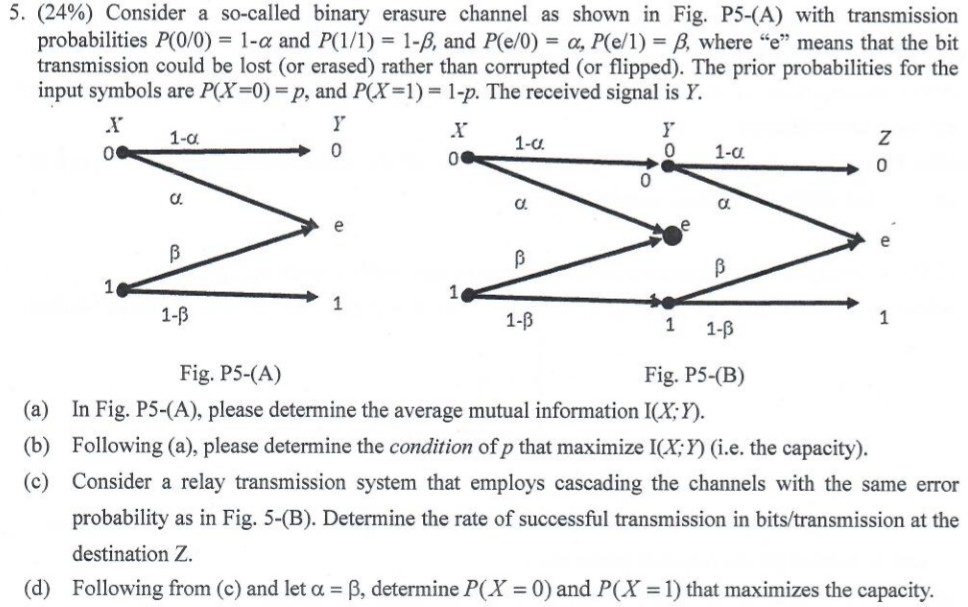 5. (24%) Consider a so-called binary erasure channel as shown in Fig. P5-(A) with transmission
probabilities P(0/0) = 1-α and P(1/1) = 1-β, and P(e/0) = α, P(e/1) = β, where “e” means that the bit
transmission could be lost (or erased) rather than corrupted (or flipped). The prior probabilities for the
input symbols are P(X=0) = p, and P(X=1) = 1-p. The received signal is Y.
X Y
0 1-α 0
α
e
β
1 1
1-β
Fig. P5-(A)
X Y Z
0 1-α 0 1-α 0
0
α α
e e
β β
1 1
1-β 1 1-β
Fig. P5-(B)
(a) In Fig. P5-(A), please determine the average mutual information I(X;Y).
(b) Following (a), please determine the condition of p that maximize I(X;Y) (i.e. the capacity).
(c) Consider a relay transmission system that employs cascading the channels with the same error
probability as in Fig. 5-(B). Determine the rate of successful transmission in bits/transmission at the
destination Z.
(d) Following from (c) and let α = β, determine P(X = 0) and P(X = 1) that maximizes the capacity.